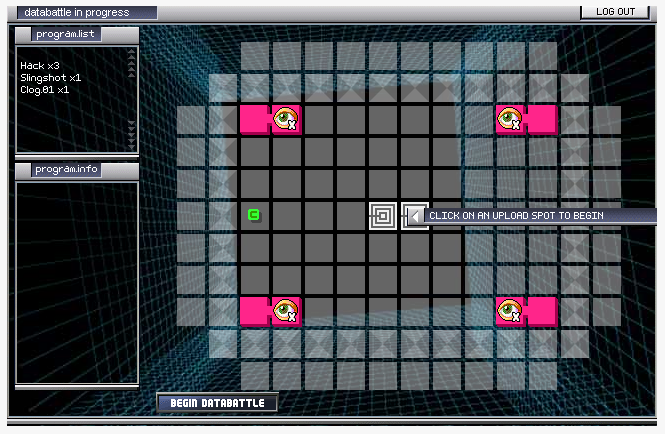 databattle in progress
LOG OUT
program.list
Hack x3
Slingshot x1
Clog.01 x1
program.info
CLICK ON AN UPLOAD SPOT TO BEGIN
BEGIN DATABATTLE